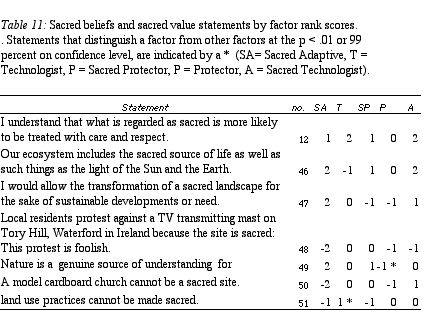 Table 11: Sacred beliefs and sacred value statements by factor rank scores.
. Statements that distinguish a factor from other factors at the p < .01 or 99
percent on confidence level, are indicated by a * (SA= Sacred Adaptive, T =
Technologist, P = Sacred Protector, P = Protector, A = Sacred Technologist).
Statement no. SA T SP P A
I understand that what is regarded as sacred is more likely
to be treated with care and respect. 12 1 2 1 0 2
Our ecosystem includes the sacred source of life as well as
such things as the light of the Sun and the Earth. 46 2 -1 1 0 2
I would allow the transformation of a sacred landscape for
the sake of sustainable developments or need. 47 2 0 -1 -1 1
Local residents protest against a TV transmitting mast on
Tory Hill, Waterford in Ireland because the site is sacred:
This protest is foolish. 48 -2 0 0 -1 -1
Nature is a genuine source of understanding for 49 2 0 1 -1 * 0
A model cardboard church cannot be a sacred site. 50 -2 0 0 -1 1
land use practices cannot be made sacred. 51 -1 1 * -1 0 0